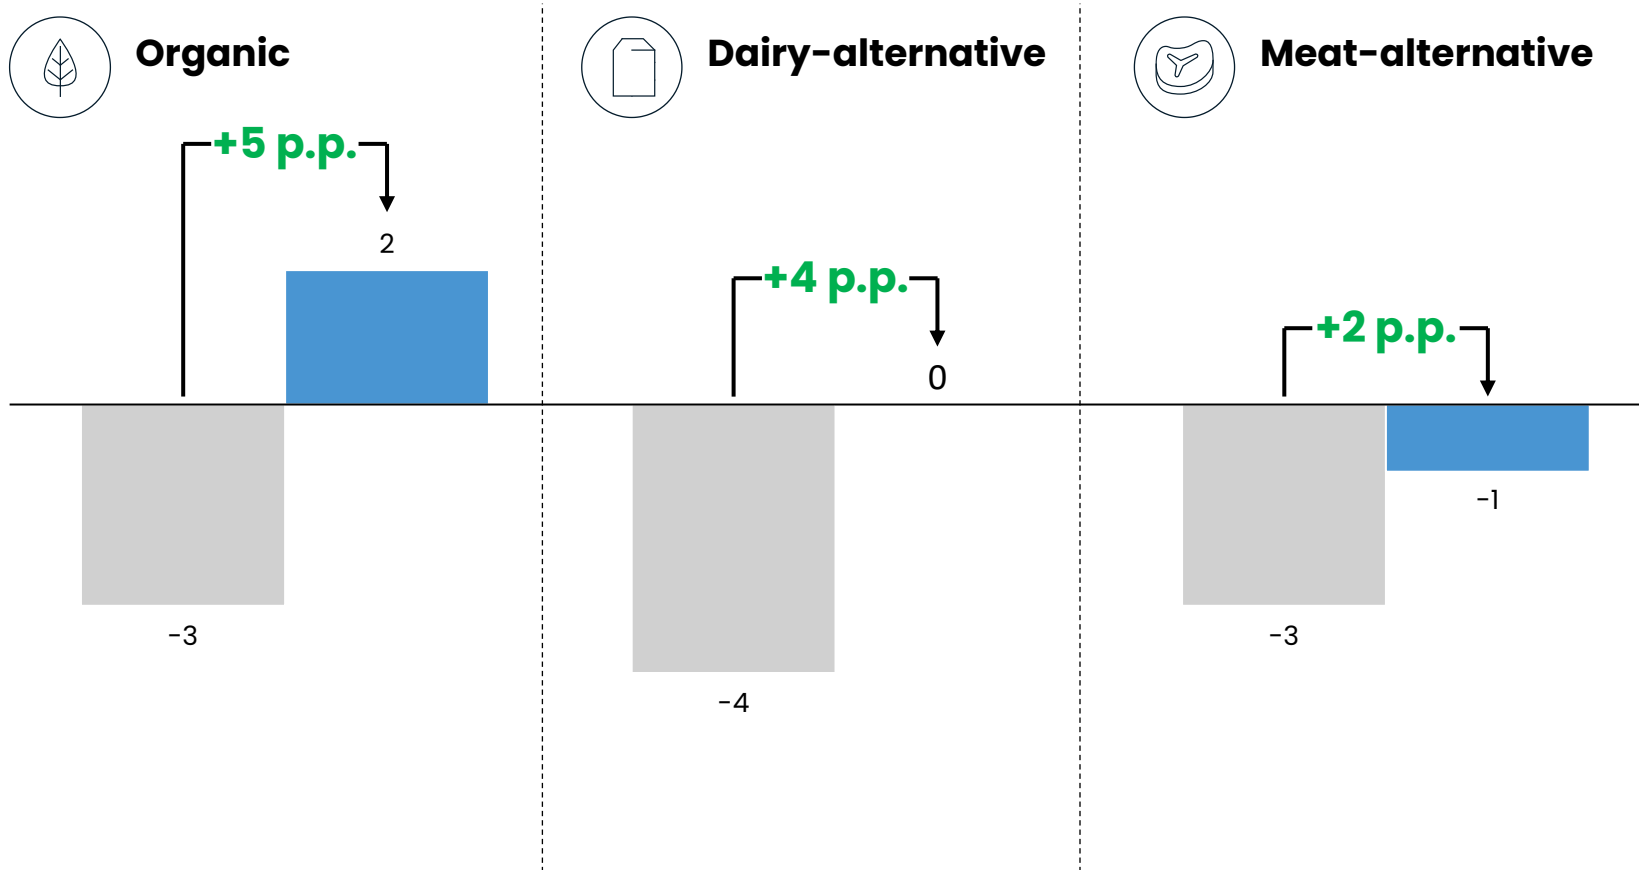 Organic
+5 p.p.
2
-3
Dairy-alternative
+4 p.p.
0
-4
Meat-alternative
+2 p.p.
-1
-3